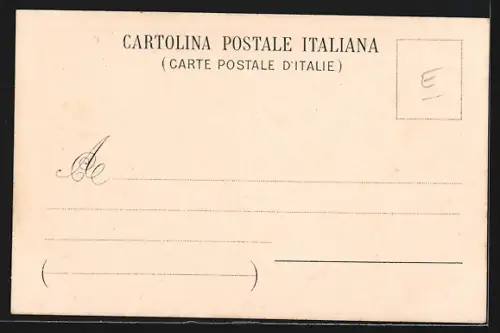 CARTOLINA POSTALE ITALIANA
(CARTE POSTALE D'ITALIE)
E
A